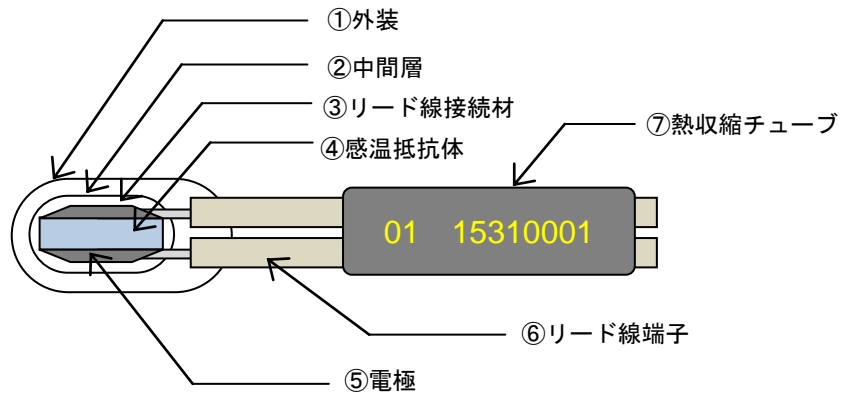 ①外装
②中間層
③リード線接続材
④感温抵抗体
⑦熱収縮チューブ
01 15310001
⑥リード線端子
⑤電極